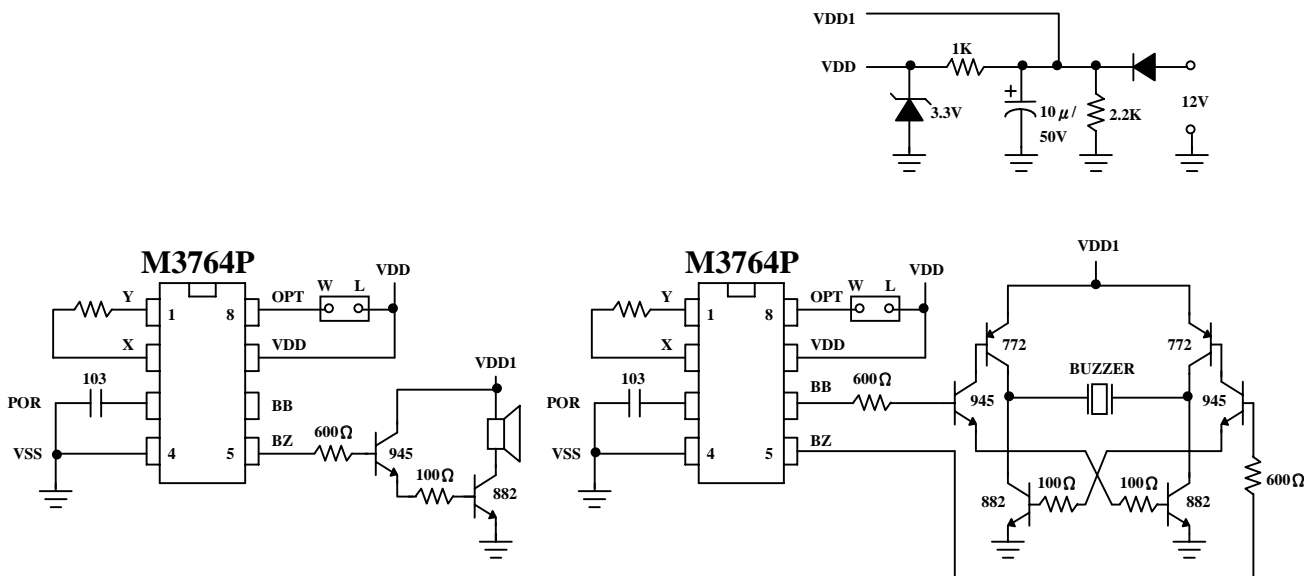 VDD1
1K
VDD
12V
3.3V
10μ/
50V
2.2K
M3764P
VDD
W L
Y
1
8
OPT
X
VDD
VDD1
103
POR
BB
600Ω
BZ
VSS
4
5
945
100Ω
882
M3764P
VDD1
VDD
W L
Y
1
8
OPT
X
VDD
772
772
BUZZER
103
POR
BB
600Ω
945
945
BZ
VSS
4
5
100Ω
100Ω
600Ω
882
882